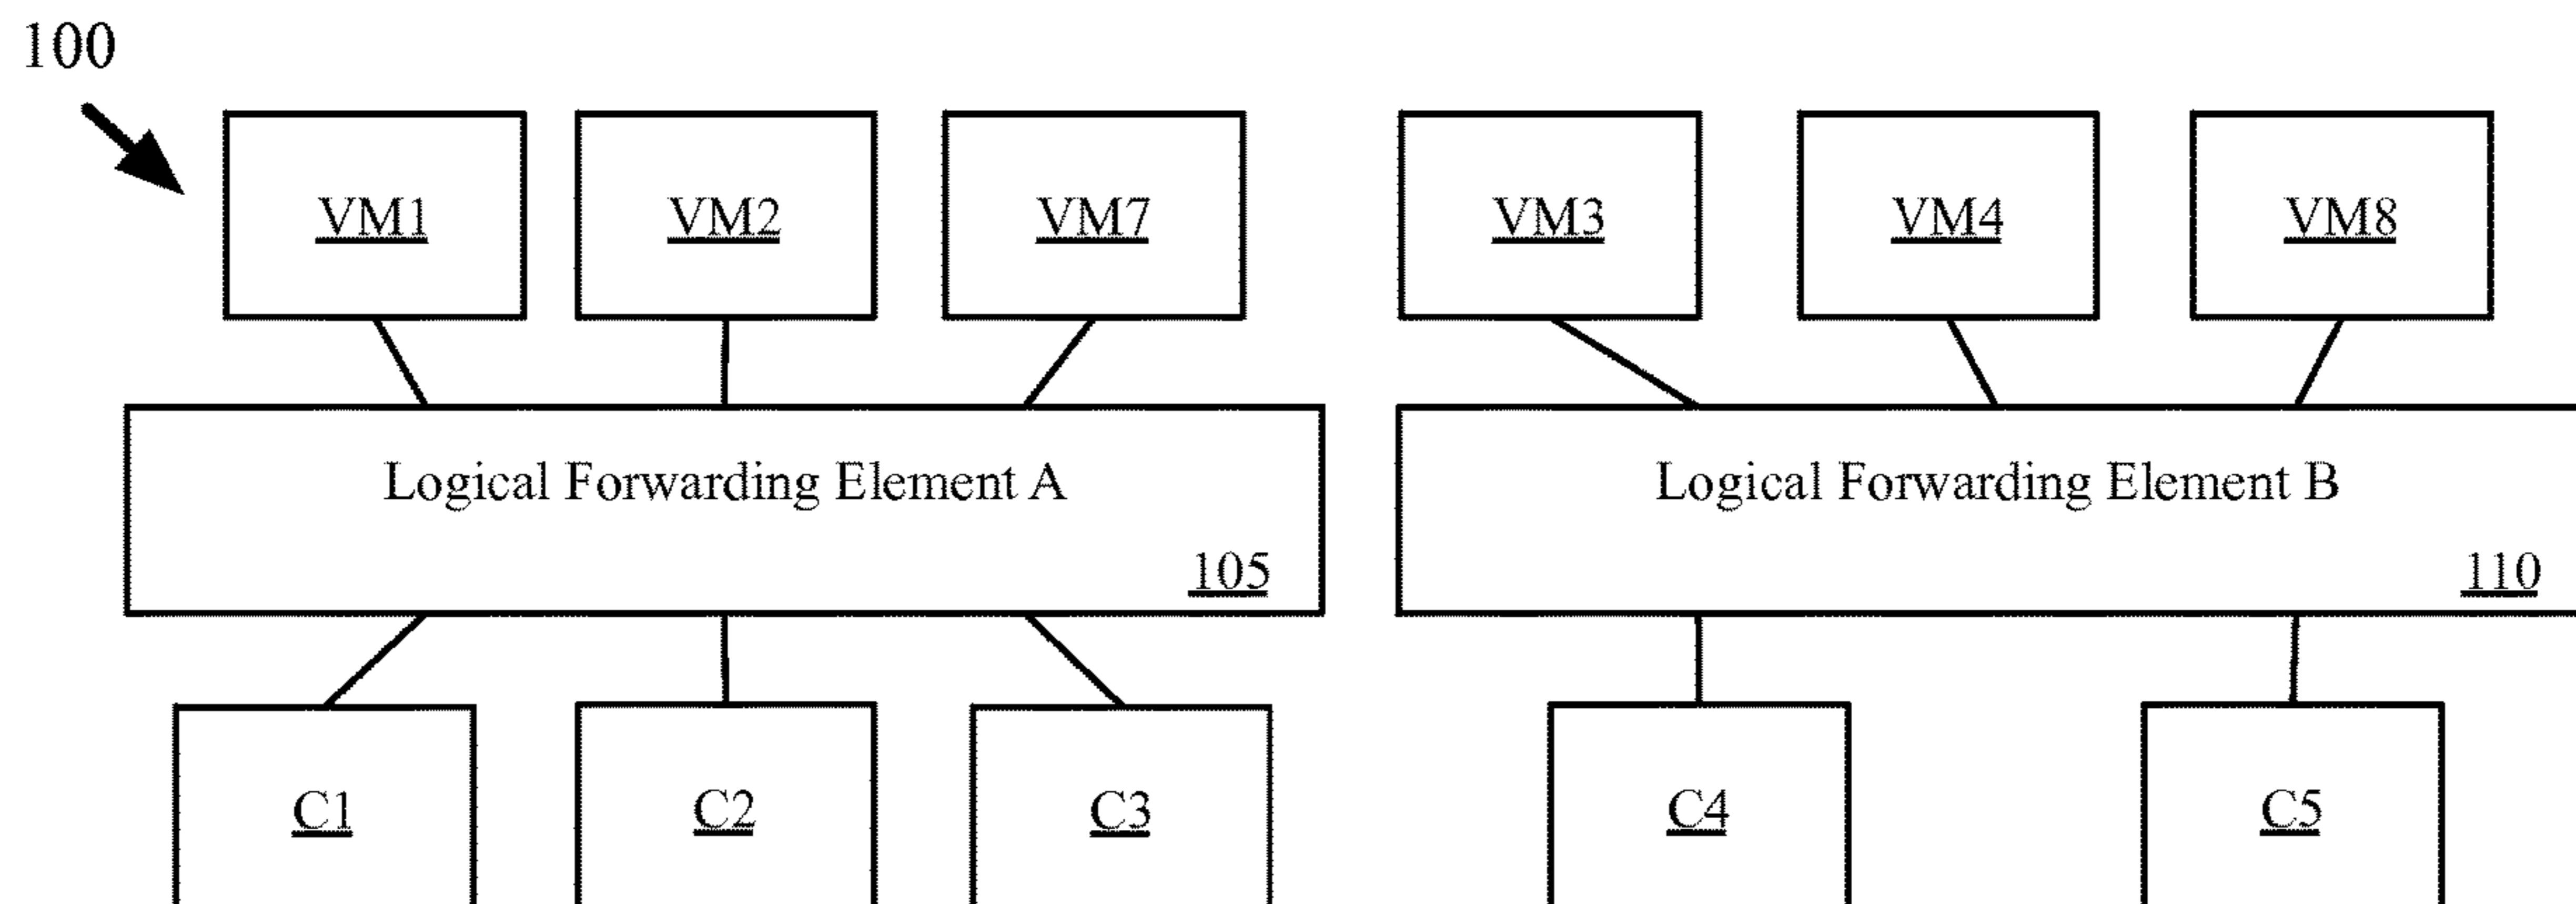 100
VM1 VM2 VM7 VM3 VM4 VM8
Logical Forwarding Element A Logical Forwarding Element B
105 110
C1 C2 C3 C4 C5